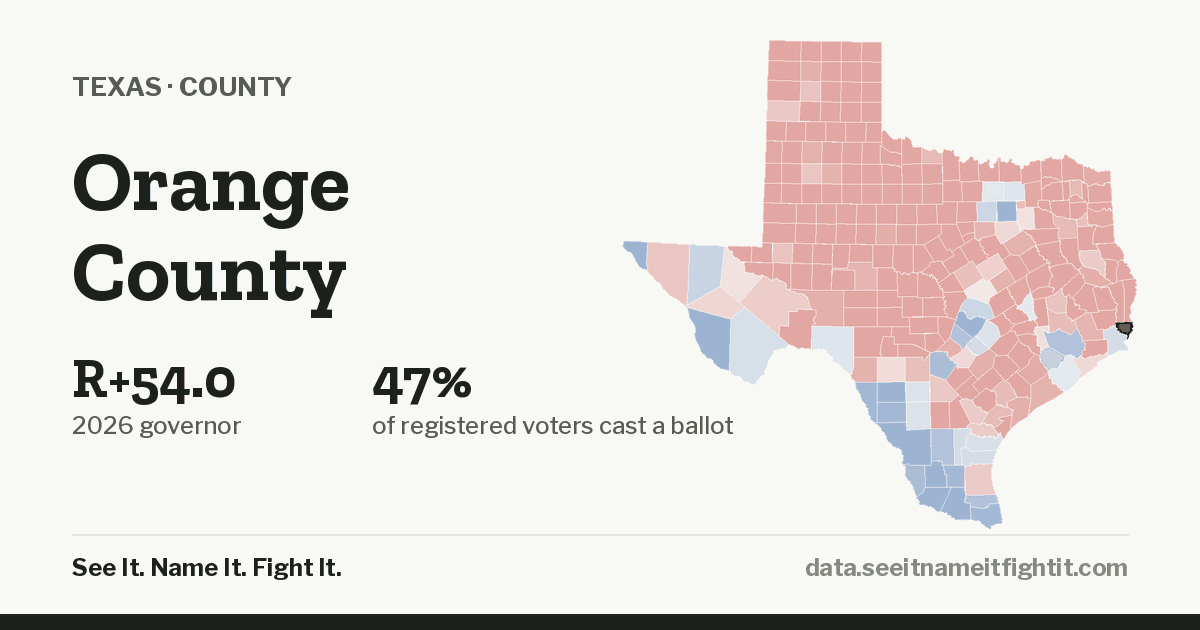 TEXAS · COUNTY
Orange
County
R+54.0
2026 governor
47%
of registered voters cast a ballot
See It. Name It. Fight It.
data.seeitnameitfightit.com